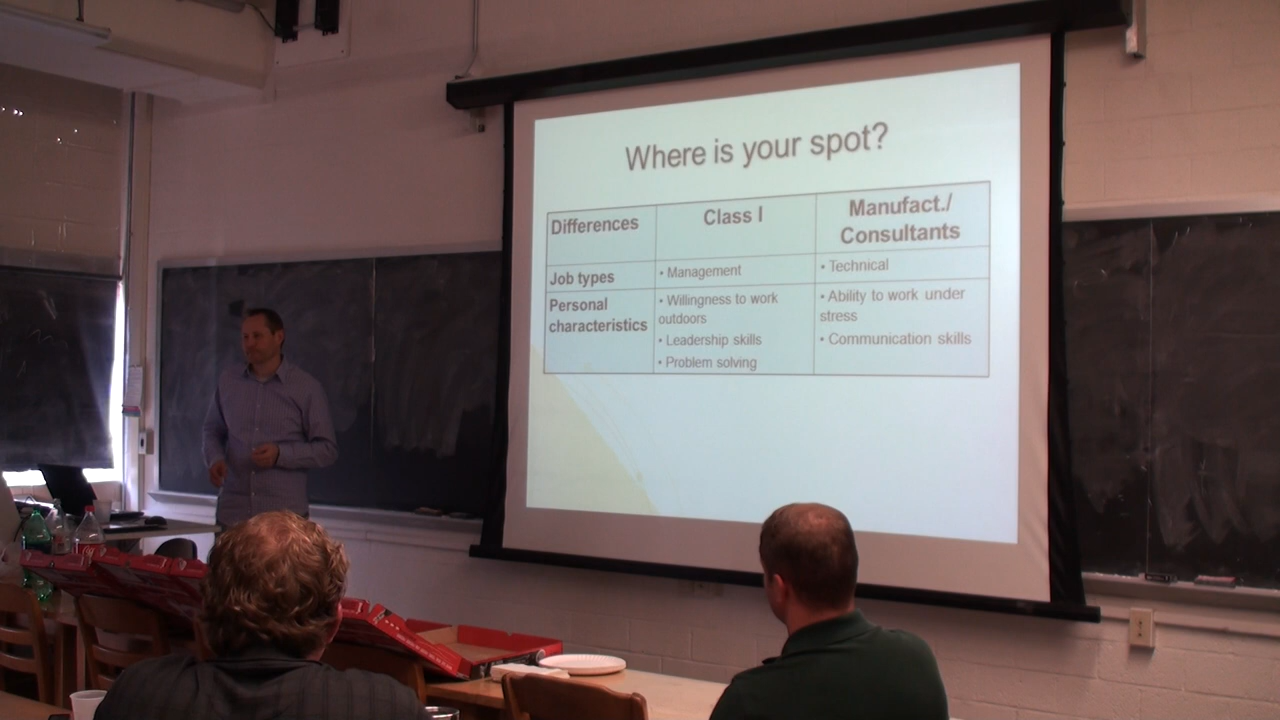 Where is your spot?
Differences
Class I
Manufact./
Consultants
Job types
• Management
• Technical
Personal
characteristics
• Willingness to work
outdoors
• Leadership skills
• Problem solving
• Ability to work under
stress
• Communication skills